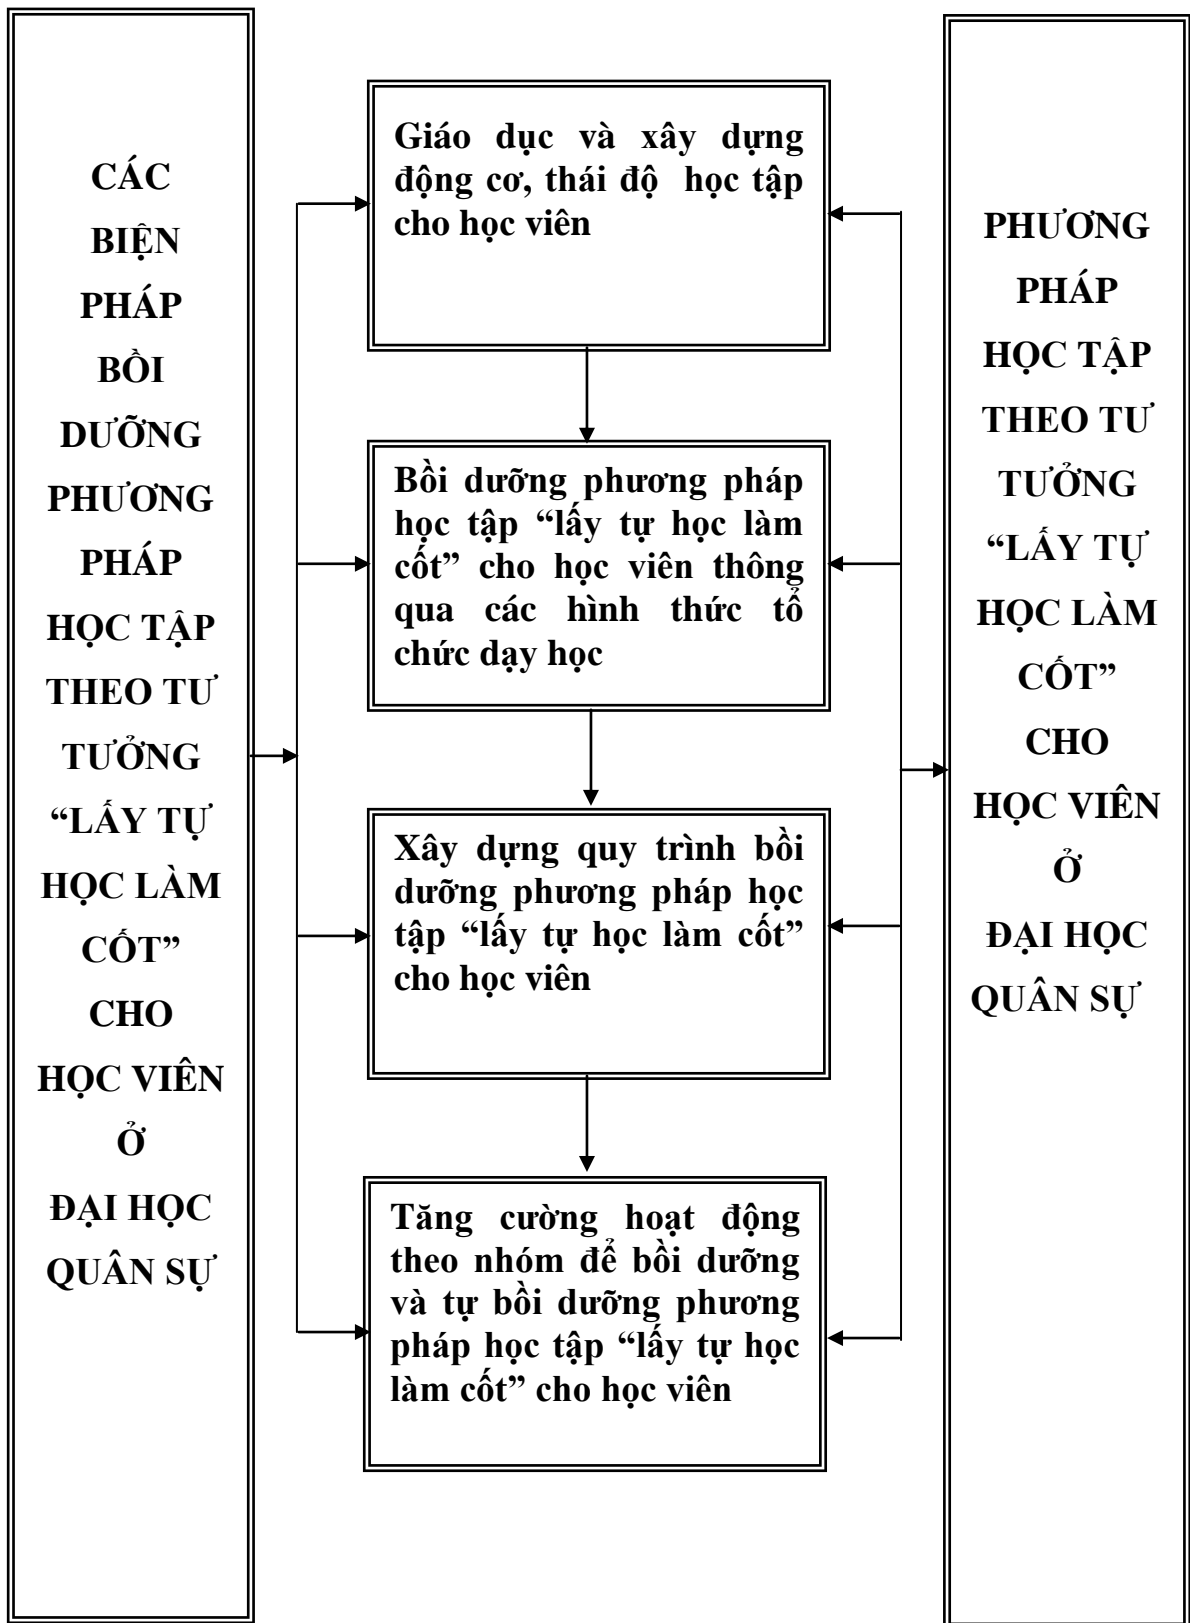 CÁC
BIỆN
PHÁP
BỒI
DƯỠNG
PHƯƠNG
PHÁP
HỌC TẬP
THEO TƯ
TƯỞNG
“LẤY TỰ
HỌC LÀM
CỐT”
CHO
HỌC VIÊN
Ở
ĐẠI HỌC
QUÂN SỰ
Giáo dục và xây dựng
động cơ, thái độ học tập
cho học viên
Bồi dưỡng phương pháp
học tập “lấy tự học làm
cốt” cho học viên thông
qua các hình thức tổ
chức dạy học
Xây dựng quy trình bồi
dưỡng phương pháp học
tập “lấy tự học làm cốt”
cho học viên
Tăng cường hoạt động
theo nhóm để bồi dưỡng
và tự bồi dưỡng phương
pháp học tập “lấy tự học
làm cốt” cho học viên
PHƯƠNG
PHÁP
HỌC TẬP
THEO TƯ
TƯỞNG
“LẤY TỰ
HỌC LÀM
CỐT”
CHO
HỌC VIÊN
Ở
ĐẠI HỌC
QUÂN SỰ